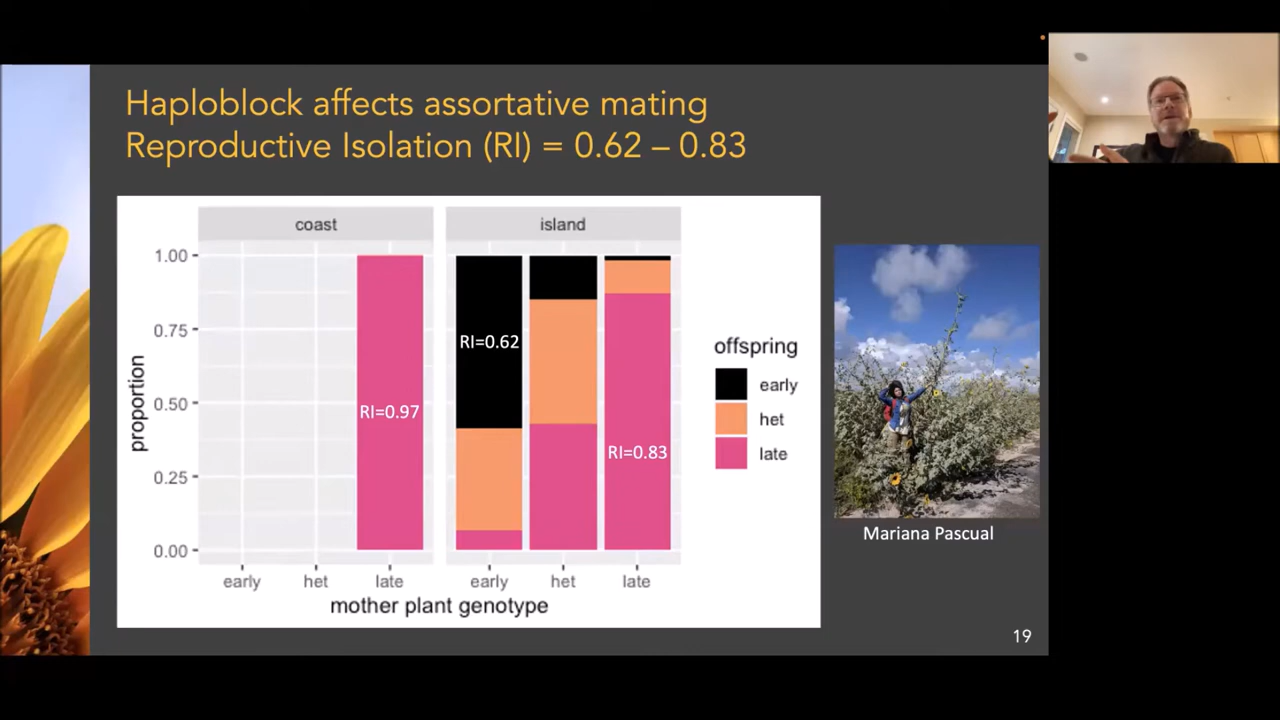 Haploblock affects assortative mating
Reproductive Isolation (RI) = 0.62 – 0.83
coast
island
1.00
0.75
0.50
0.25
0.00
proportion
RI=0.97
RI=0.62
RI=0.83
early
het
late
early
het
late
mother plant genotype
offspring
early
het
late
Mariana Pascual
19